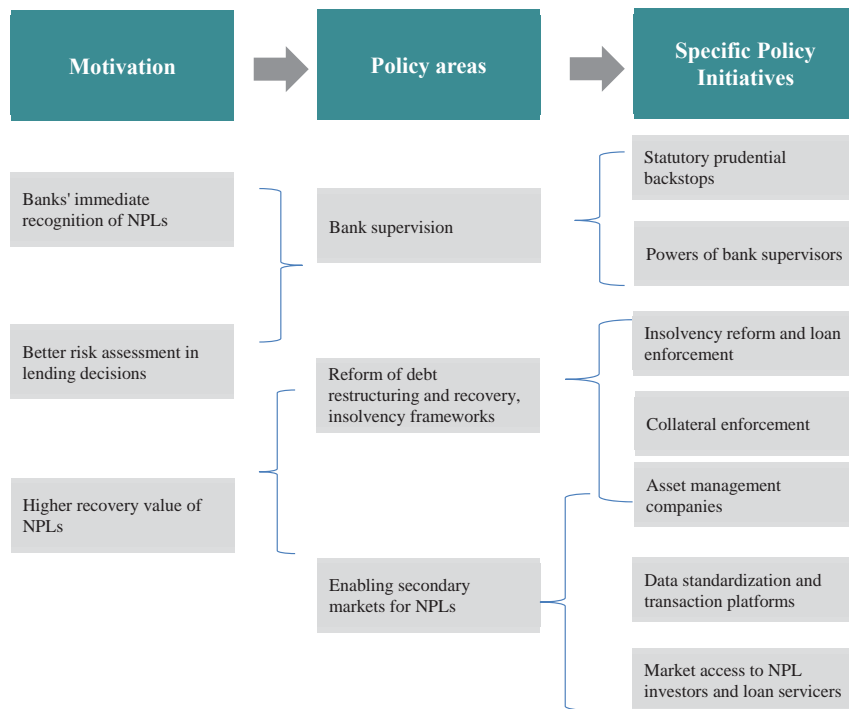 Motivation
Policy areas
Specific Policy
Initiatives
Banks' immediate
recognition of NPLs
Better risk assessment in
lending decisions
Higher recovery value of
NPLs
Bank supervision
Reform of debt
restructuring and recovery,
insolvency frameworks
Enabling secondary
markets for NPLs
Statutory prudential
backstops
Powers of bank supervisors
Insolvency reform and loan
enforcement
Collateral enforcement
Asset management
companies
Data standardization and
transaction platforms
Market access to NPL
investors and loan servicers